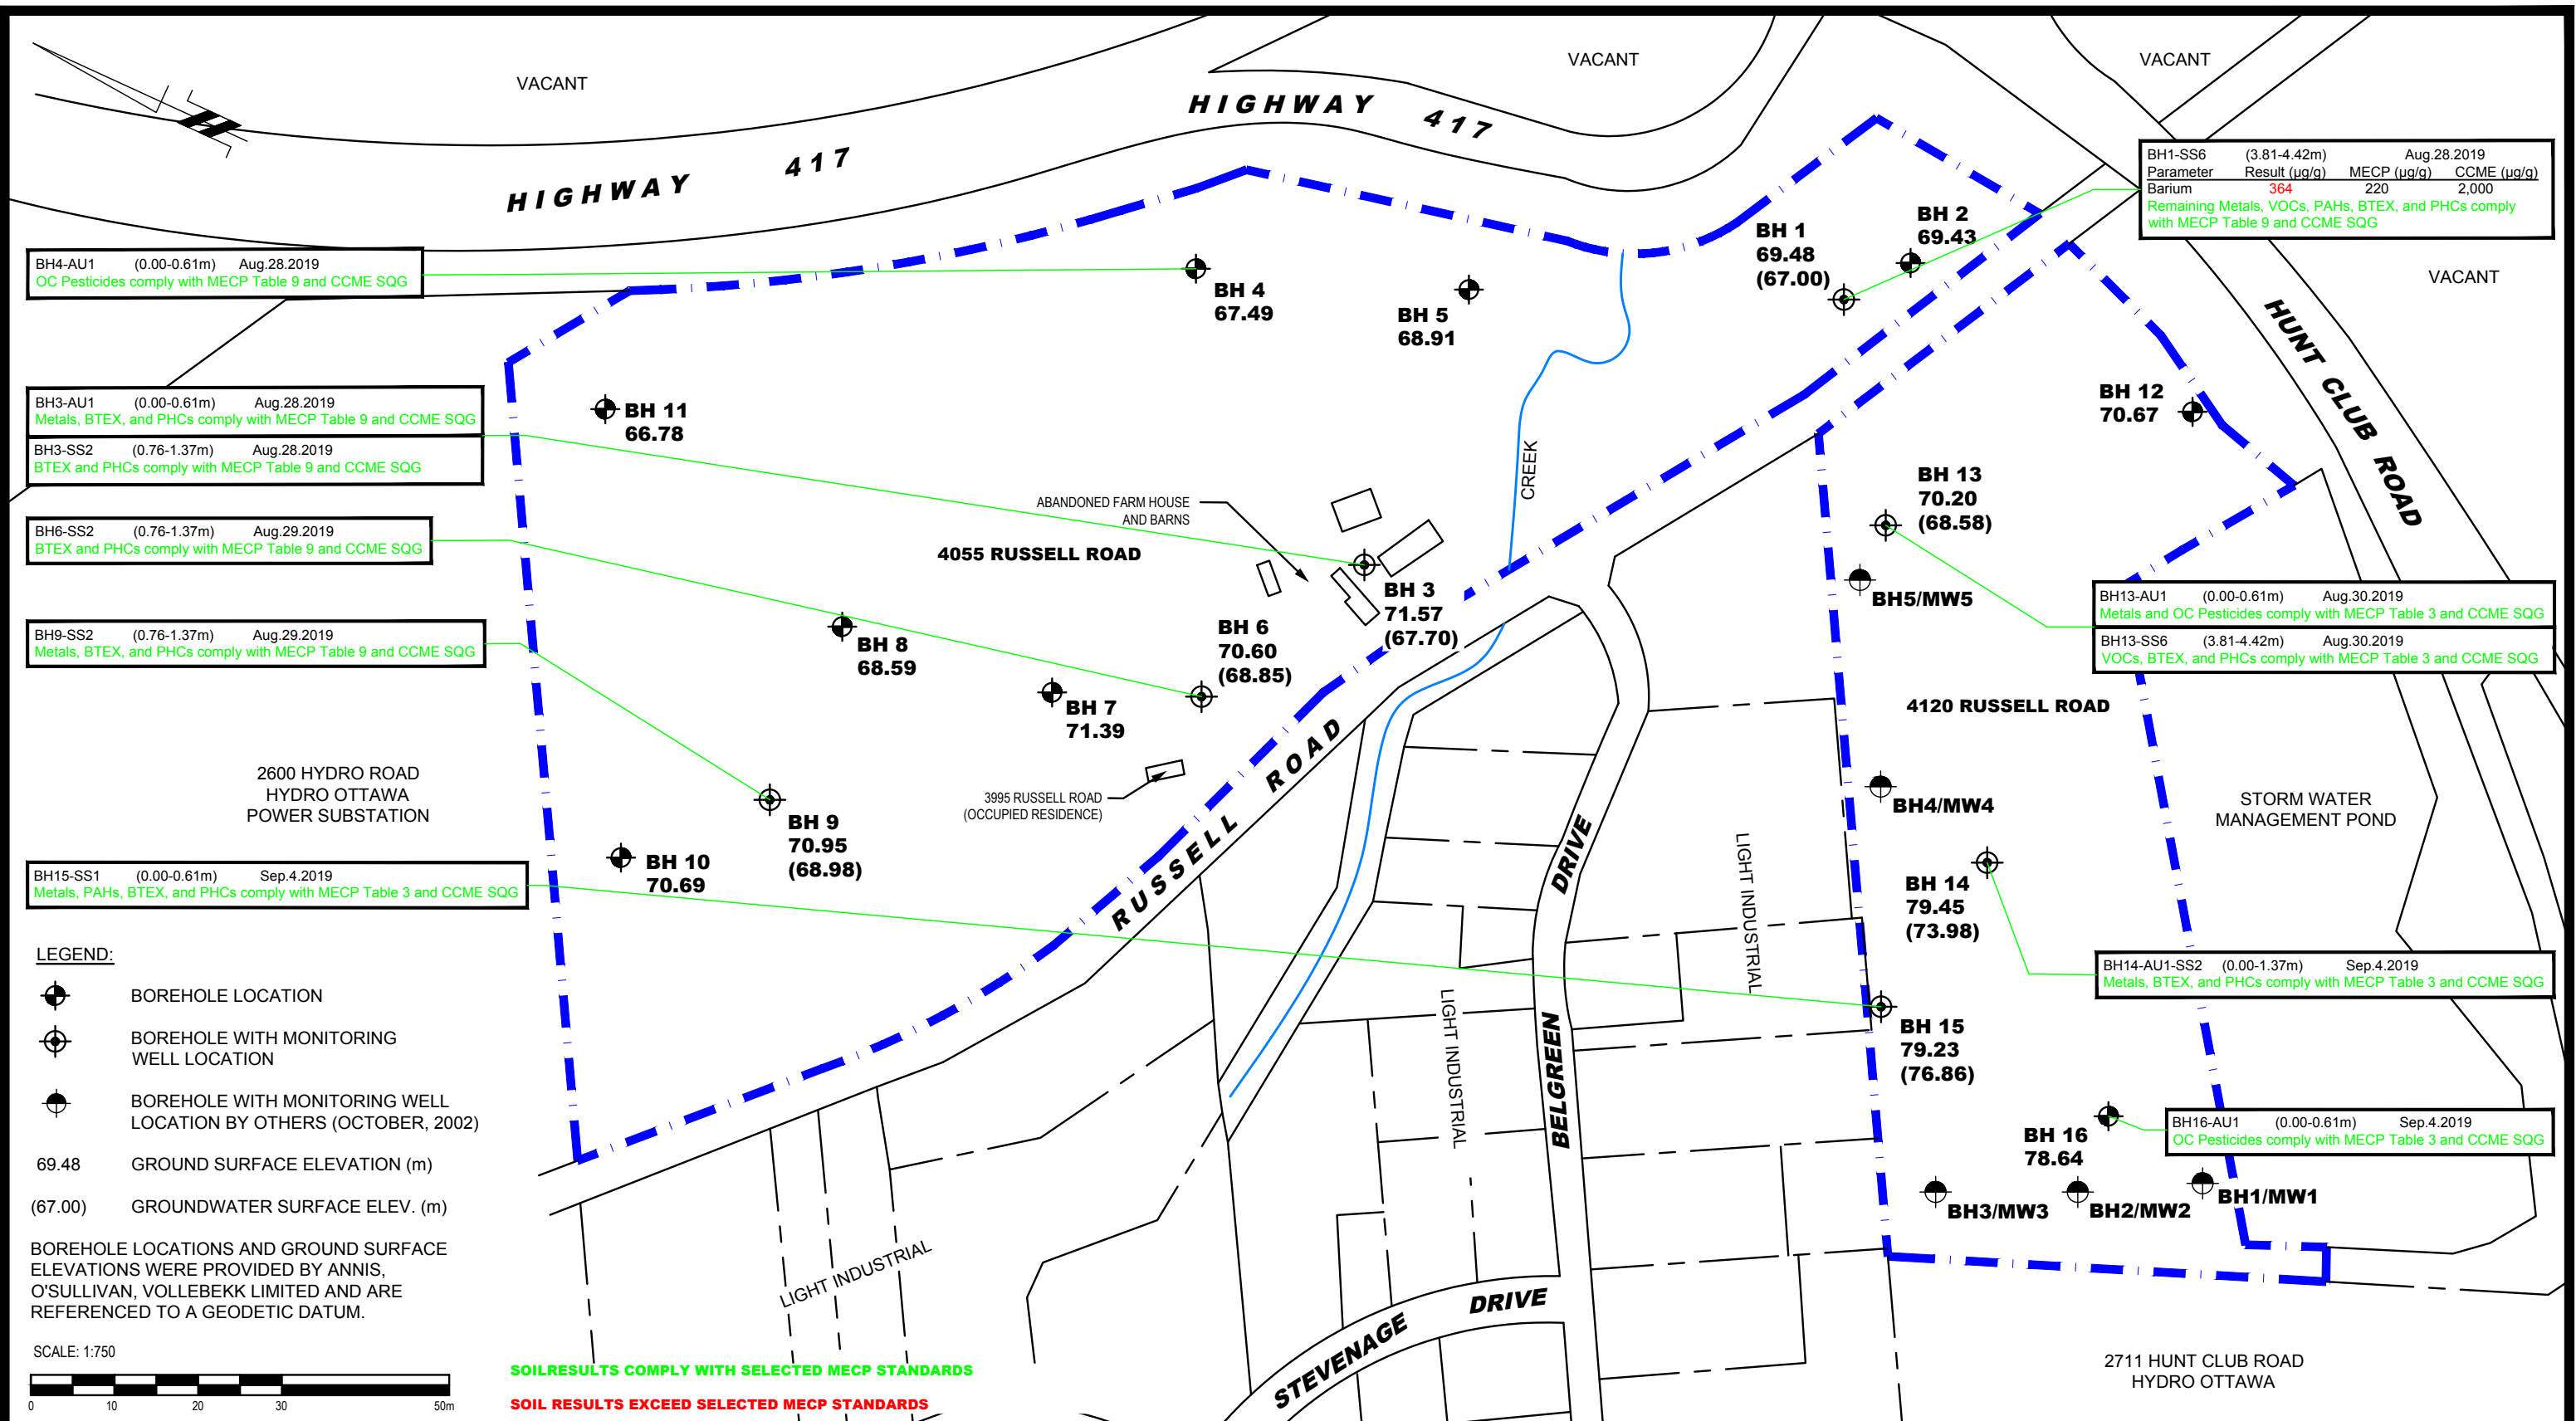 VACANT
VACANT
VACANT
HIGHWAY 417
HIGHWAY 417
BH1-SS6 (3.81-4.42m) Aug.28.2019
Parameter Result (µg/g) MECP (µg/g) CCME (µg/g)
Barium 364 220 2,000
Remaining Metals, VOCs, PAHs, BTEX, and PHCs comply
with MECP Table 9 and CCME SQG
BH 1
69.48
(67.00)
BH 2
69.43
BH4-AU1 (0.00-0.61m) Aug.28.2019
OC Pesticides comply with MECP Table 9 and CCME SQG
BH 4
67.49
BH 5
68.91
VACANT
HUNT CLUB ROAD
BH3-AU1 (0.00-0.61m) Aug.28.2019
Metals, BTEX, and PHCs comply with MECP Table 9 and CCME SQG
BH3-SS2 (0.76-1.37m) Aug.28.2019
BTEX and PHCs comply with MECP Table 9 and CCME SQG
BH 11
66.78
BH 12
70.67
CREEK
BH 13
70.20
(68.58)
ABANDONED FARM HOUSE
AND BARNS
BH6-SS2 (0.76-1.37m) Aug.29.2019
BTEX and PHCs comply with MECP Table 9 and CCME SQG
4055 RUSSELL ROAD
BH 3
71.57
(67.70)
BH5/MW5
BH13-AU1 (0.00-0.61m) Aug.30.2019
Metals and OC Pesticides comply with MECP Table 3 and CCME SQG
BH13-SS6 (3.81-4.42m) Aug.30.2019
VOCs, BTEX, and PHCs comply with MECP Table 3 and CCME SQG
BH9-SS2 (0.76-1.37m) Aug.29.2019
Metals, BTEX, and PHCs comply with MECP Table 9 and CCME SQG
BH 8
68.59
BH 6
70.60
(68.85)
BH 7
71.39
4120 RUSSELL ROAD
2600 HYDRO ROAD
HYDRO OTTAWA
POWER SUBSTATION
3995 RUSSELL ROAD
(OCCUPIED RESIDENCE)
RUSSELL ROAD
BH4/MW4
STORM WATER
MANAGEMENT POND
BH 9
70.95
(68.98)
BH 10
70.69
BH15-SS1 (0.00-0.61m) Sep.4.2019
Metals, PAHs, BTEX, and PHCs comply with MECP Table 3 and CCME SQG
BELGREEN DRIVE
LIGHT INDUSTRIAL
BH 14
79.45
(73.98)
BH14-AU1-SS2 (0.00-1.37m) Sep.4.2019
Metals, BTEX, and PHCs comply with MECP Table 3 and CCME SQG
LIGHT INDUSTRIAL
BH 15
79.23
(76.86)
BH 16
78.64
BH16-AU1 (0.00-0.61m) Sep.4.2019
OC Pesticides comply with MECP Table 3 and CCME SQG
BH3/MW3
BH2/MW2
BH1/MW1
LIGHT INDUSTRIAL
STEVENAGE DRIVE
2711 HUNT CLUB ROAD
HYDRO OTTAWA
LEGEND:
BOREHOLE LOCATION
BOREHOLE WITH MONITORING
WELL LOCATION
BOREHOLE WITH MONITORING WELL
LOCATION BY OTHERS (OCTOBER, 2002)
69.48 GROUND SURFACE ELEVATION (m)
(67.00) GROUNDWATER SURFACE ELEV. (m)
BOREHOLE LOCATIONS AND GROUND SURFACE
ELEVATIONS WERE PROVIDED BY ANNIS,
O'SULLIVAN, VOLLEBEKK LIMITED AND ARE
REFERENCED TO A GEODETIC DATUM.
SCALE: 1:750
0 10 20 30 50m
SOILRESULTS COMPLY WITH SELECTED MECP STANDARDS
SOIL RESULTS EXCEED SELECTED MECP STANDARDS